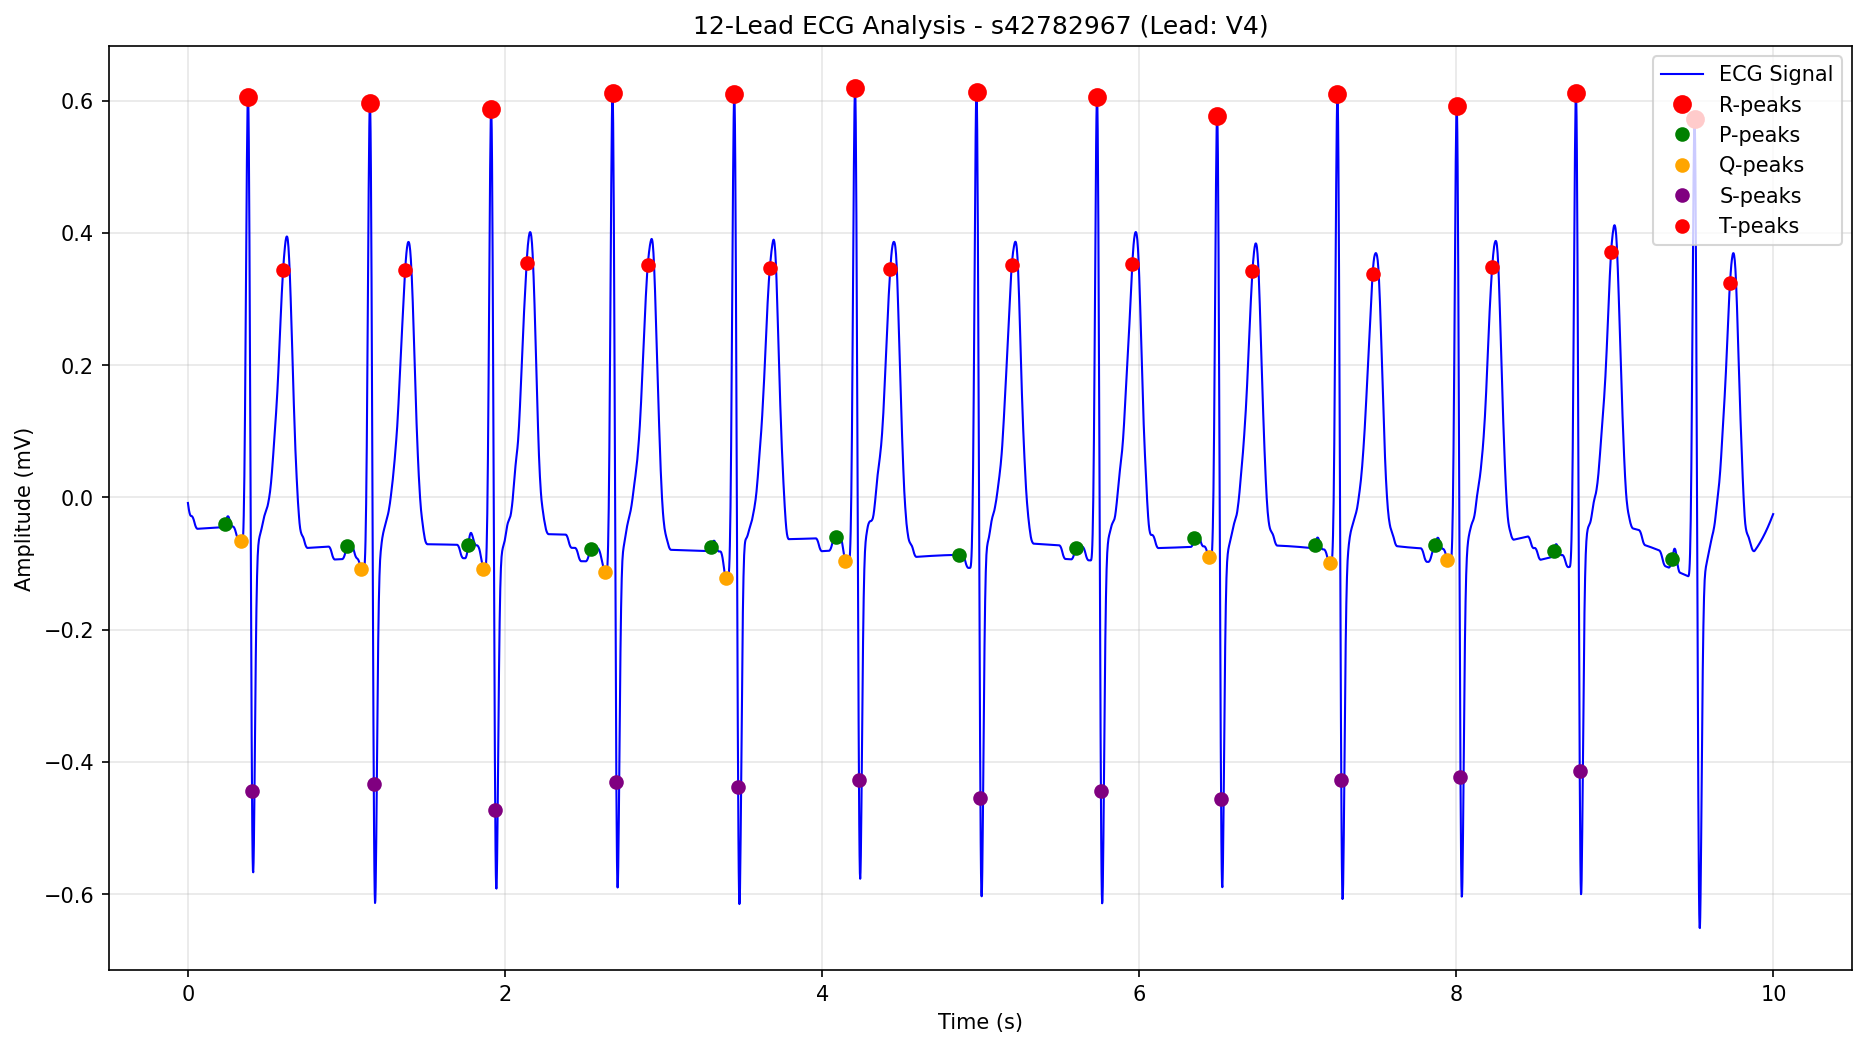 12-Lead ECG Analysis - s42782967 (Lead: V4)
ECG Signal
R-peaks
P-peaks
Q-peaks
S-peaks
T-peaks
Amplitude (mV)
0.6
0.4
0.2
0.0
−0.2
−0.4
−0.6
0 2 4 6 8 10
Time (s)